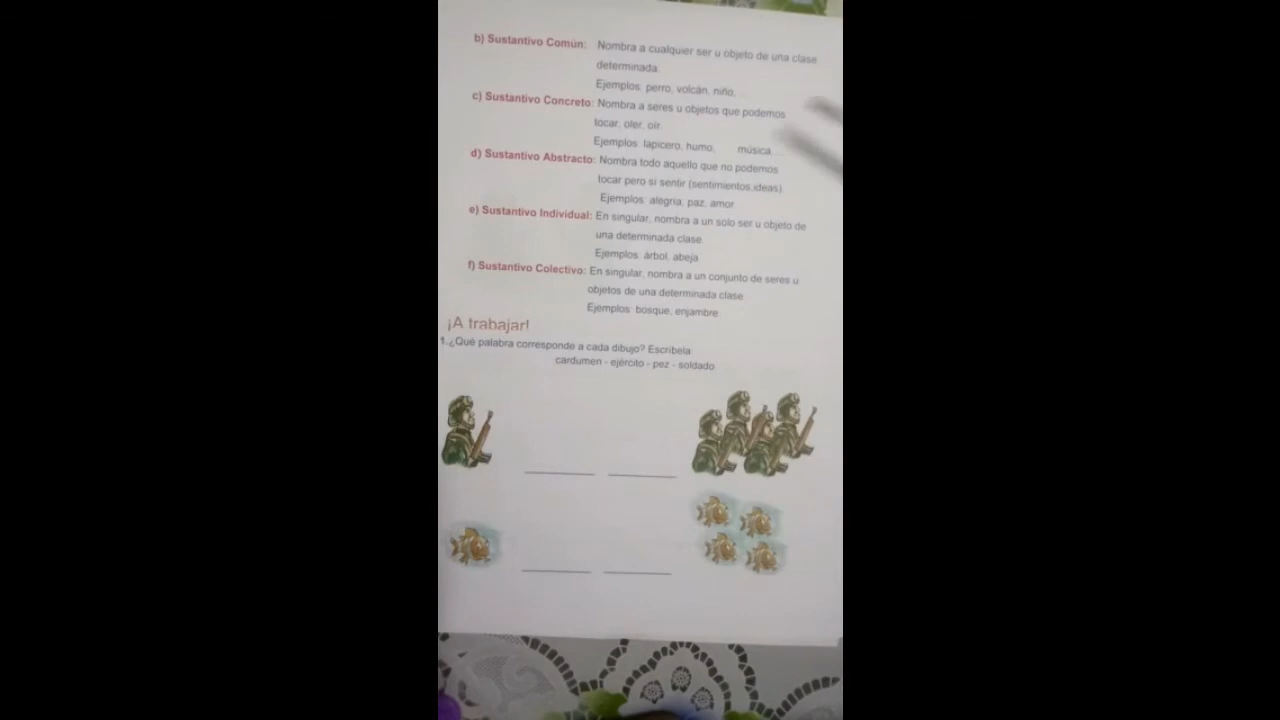 b) Sustantivo Común: Nombra a cualquier ser u objeto de una clase
determinada.
Ejemplos: perro, volcán, niño,
c) Sustantivo Concreto: Nombra a seres u objetos que podemos
tocar, oler, oír.
Ejemplos: lapicero, humo, música...
d) Sustantivo Abstracto: Nombra todo aquello que no podemos
tocar pero si sentir (sentimientos,ideas).
Ejemplos: alegría, paz, amor
e) Sustantivo Individual: En singular, nombra a un solo ser u objeto de
una determinada clase.
Ejemplos: árbol, abeja
f) Sustantivo Colectivo: En singular, nombra a un conjunto de seres u
objetos de una determinada clase
Ejemplos: bosque, enjambre
¡A trabajar!
1.¿Qué palabra corresponde a cada dibujo? Escríbela
cardumen - ejército - pez - soldado